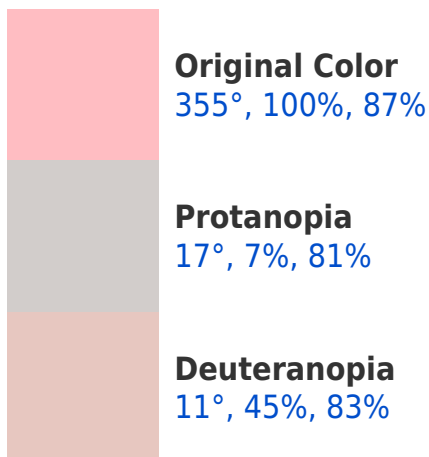 Original Color
355°, 100%, 87%
Protanopia
17°, 7%, 81%
Deuteranopia
11°, 45%, 83%